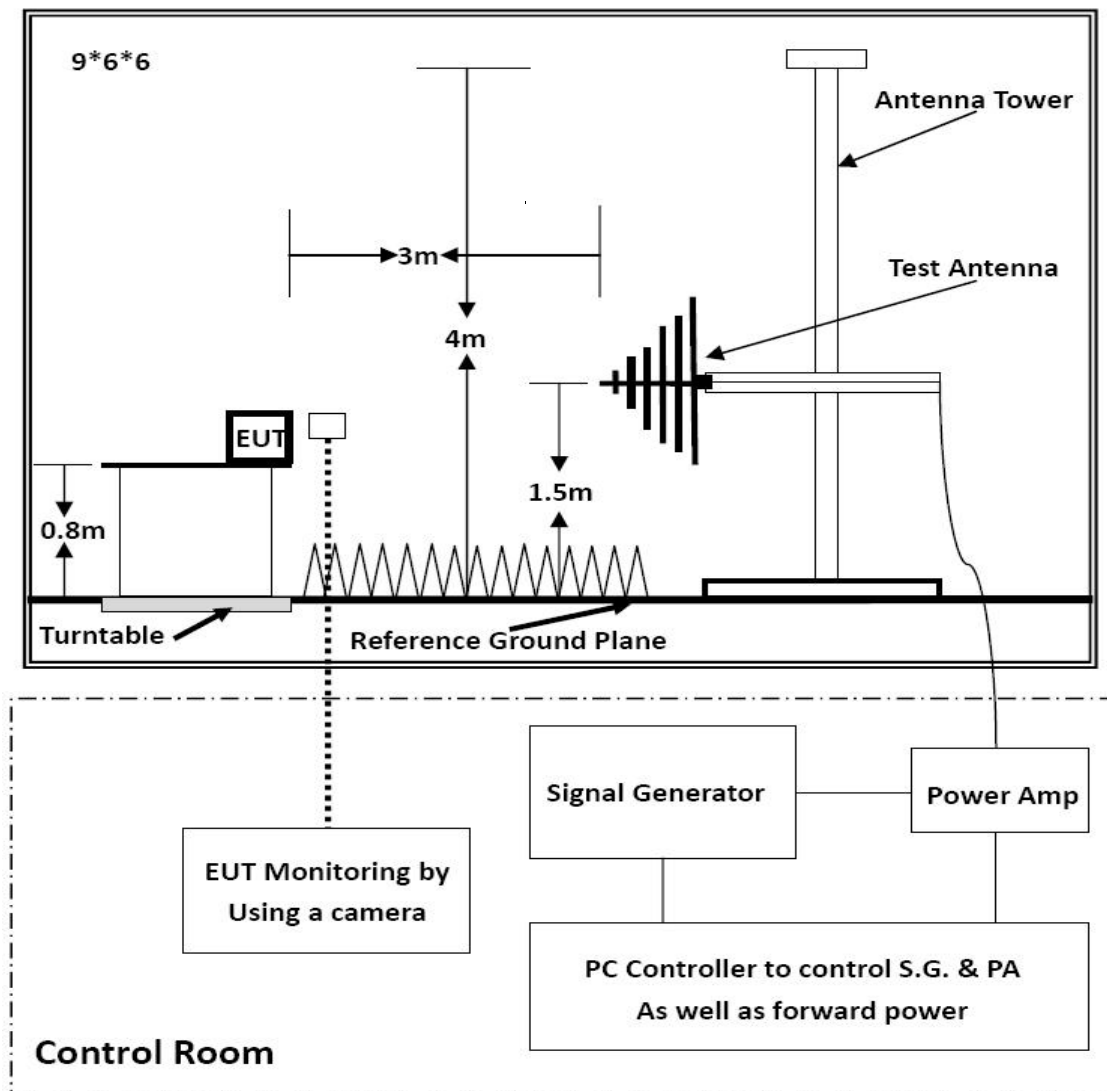 9*6*6
Antenna Tower
3m
Test Antenna
4m
EUT
1.5m
0.8m
Turntable
Reference Ground Plane
Signal Generator
Power Amp
EUT Monitoring by
Using a camera
PC Controller to control S.G. & PA
As well as forward power
Control Room